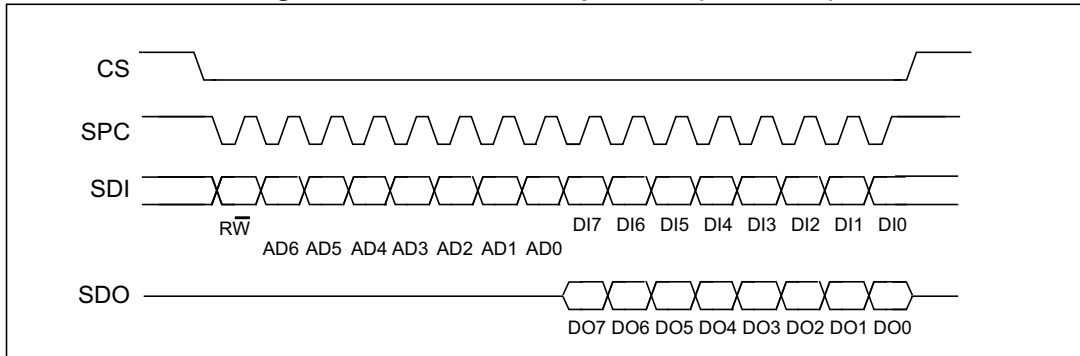 CS
SPC
SDI
RW̅
DI7 DI6 DI5 DI4 DI3 DI2 DI1 DI0
AD6 AD5 AD4 AD3 AD2 AD1 AD0
SDO
DO7 DO6 DO5 DO4 DO3 DO2 DO1 DO0